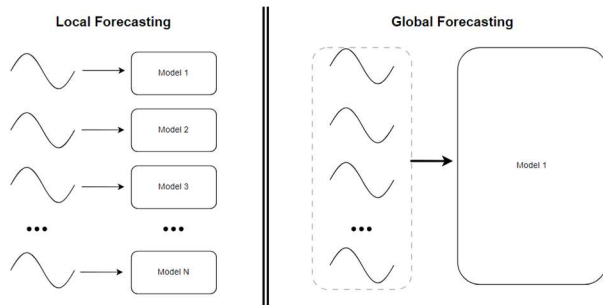 Local Forecasting
Model 1
Model 2
Model 3
Model N
Global Forecasting
Model 1